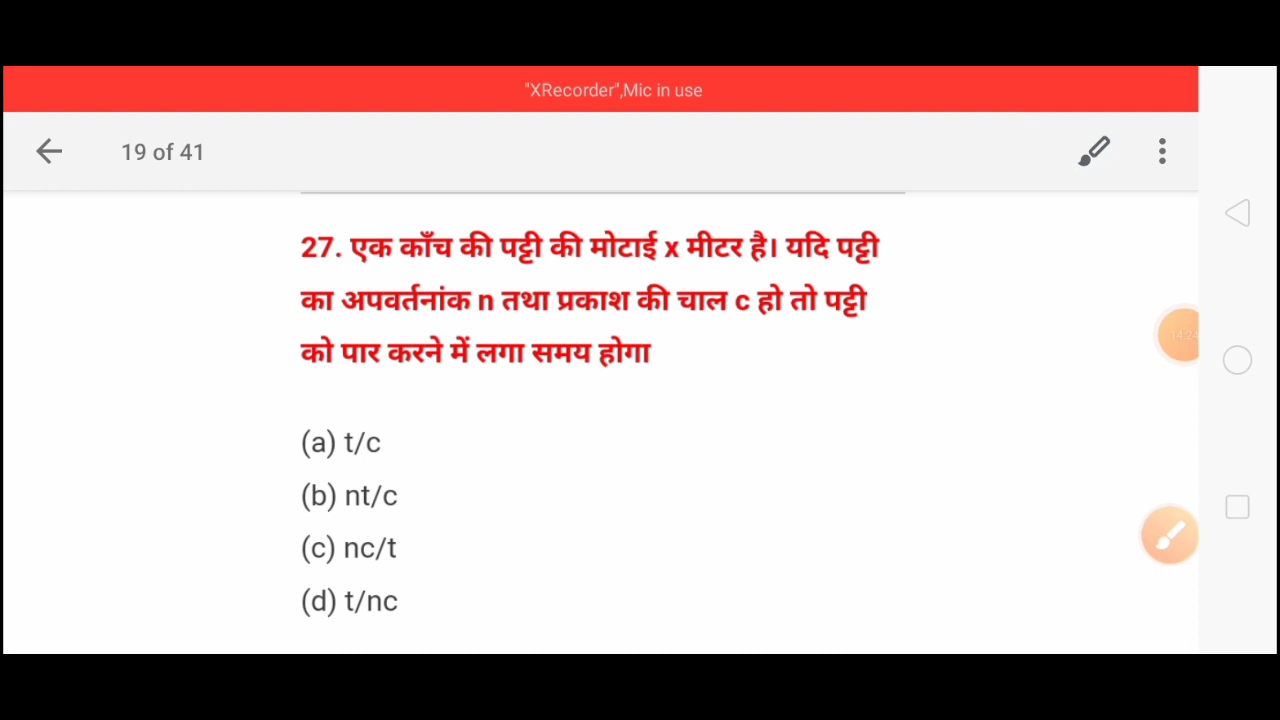 "XRecorder",Mic in use
19 of 41
27. एक काँच की पट्टी की मोटाई x मीटर है। यदि पट्टी
का अपवर्तनांक n तथा प्रकाश की चाल c हो तो पट्टी
को पार करने में लगा समय होगा
(a) t/c
(b) nt/c
(c) nc/t
(d) t/nc